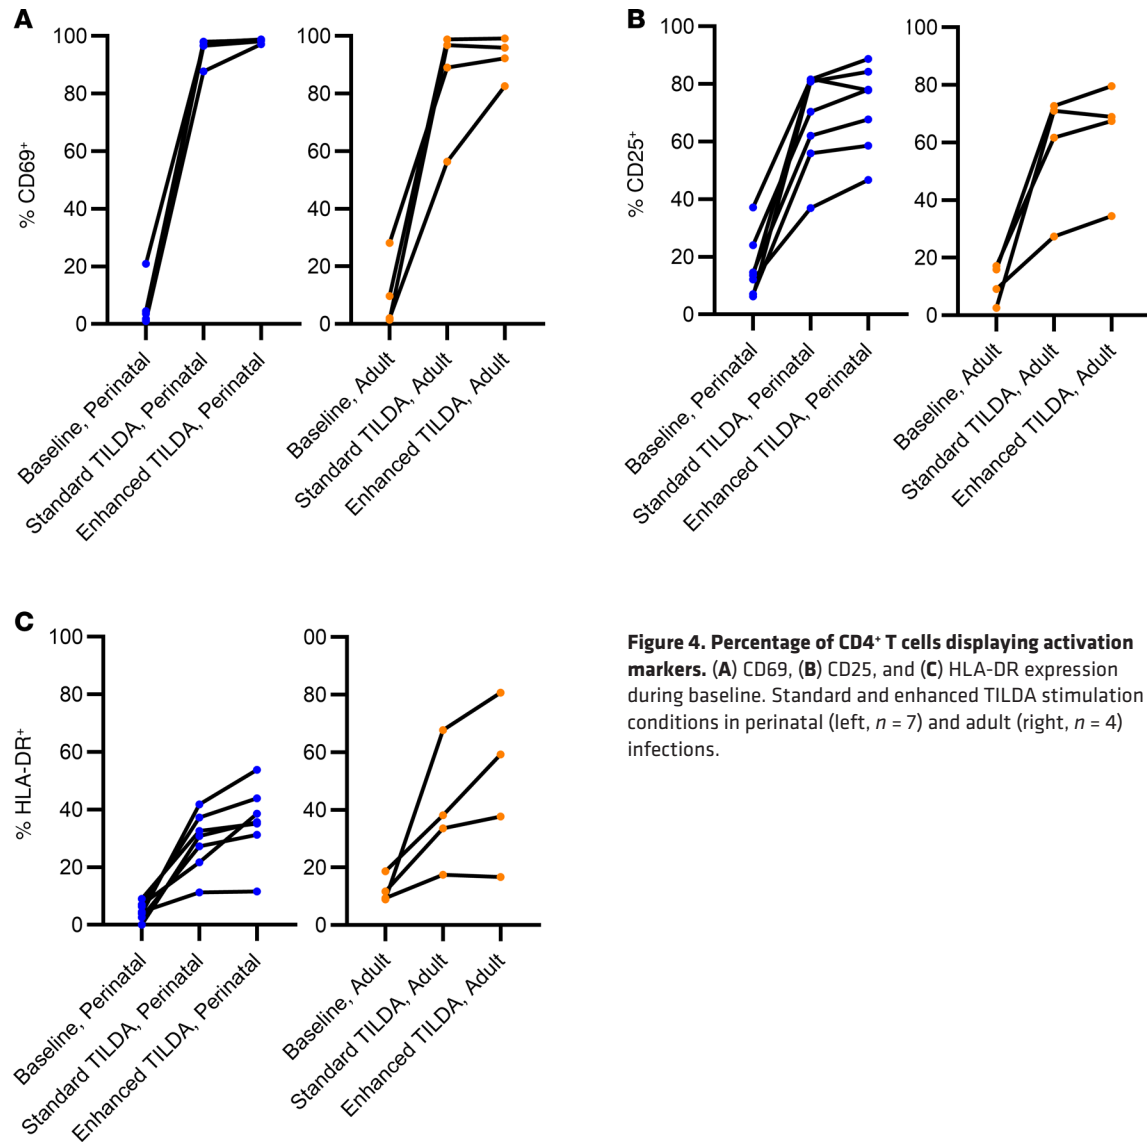 A
100
80
60
40
20
0
% CD69⁺
Baseline, Perinatal
Standard TILDA, Perinatal
Enhanced TILDA, Perinatal
100
80
60
40
20
0
Baseline, Adult
Standard TILDA, Adult
Enhanced TILDA, Adult
B
100
80
60
40
20
0
% CD25⁺
Baseline, Perinatal
Standard TILDA, Perinatal
Enhanced TILDA, Perinatal
100
80
60
40
20
0
Baseline, Adult
Standard TILDA, Adult
Enhanced TILDA, Adult
C
100
80
60
40
20
0
% HLA-DR⁺
Baseline, Perinatal
Standard TILDA, Perinatal
Enhanced TILDA, Perinatal
00
80
60
40
20
0
Baseline, Adult
Standard TILDA, Adult
Enhanced TILDA, Adult
Figure 4. Percentage of CD4⁺ T cells displaying activation
markers. (A) CD69, (B) CD25, and (C) HLA-DR expression
during baseline. Standard and enhanced TILDA stimulation
conditions in perinatal (left, n = 7) and adult (right, n = 4)
infections.